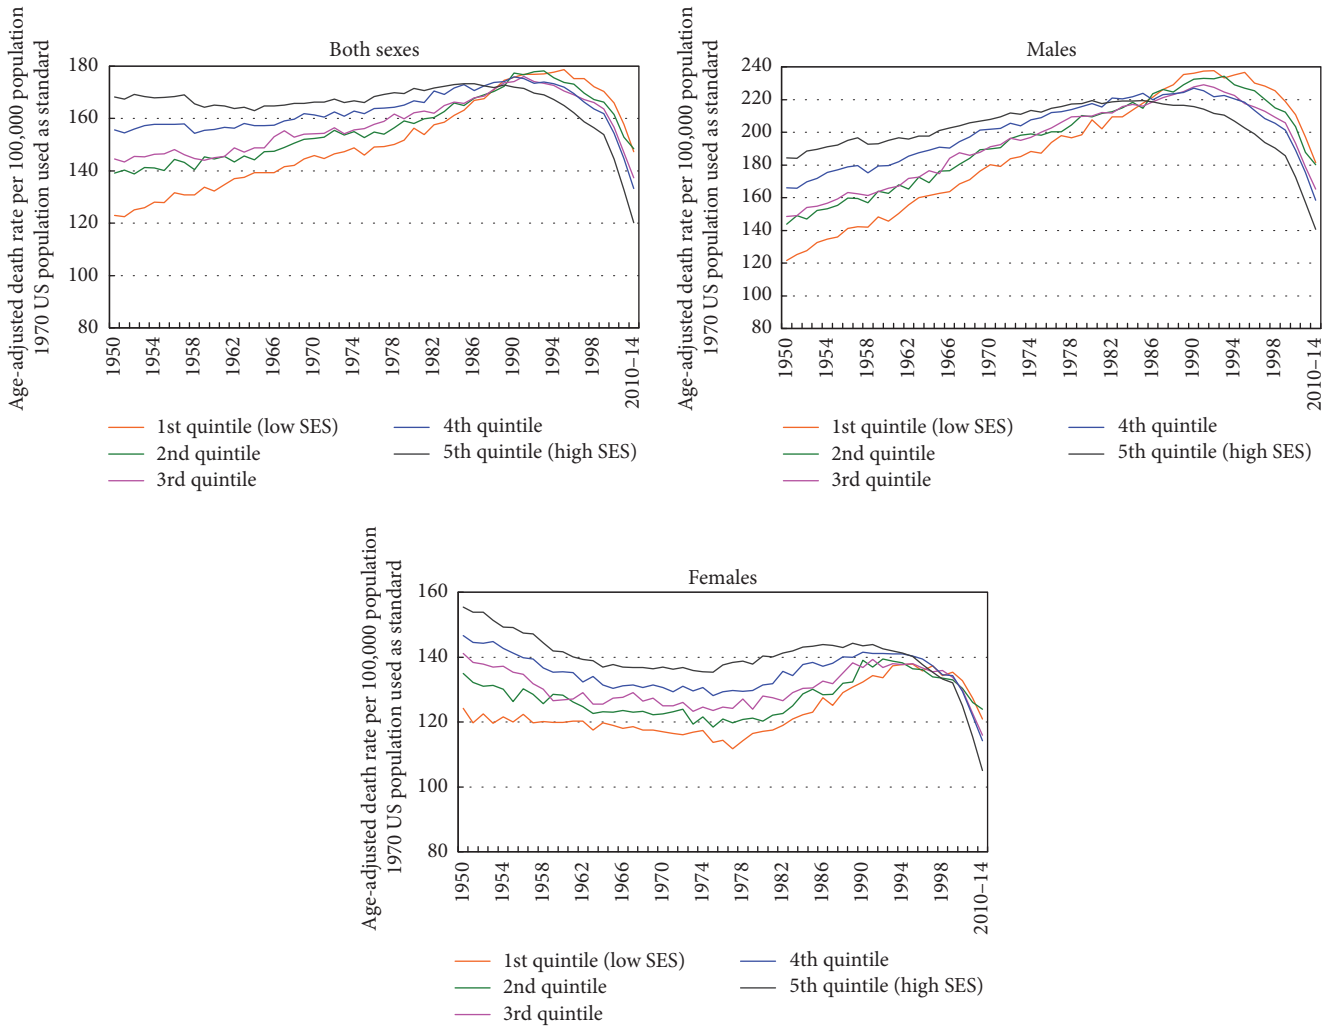 Both sexes
Age-adjusted death rate per 100,000 population
1970 US population used as standard
180
160
140
120
100
80
1950
1954
1958
1962
1966
1970
1974
1978
1982
1986
1990
1994
1998
2010–14
1st quintile (low SES)
2nd quintile
3rd quintile
4th quintile
5th quintile (high SES)
Males
Age-adjusted death rate per 100,000 population
1970 US population used as standard
240
220
200
180
160
140
120
100
80
1950
1954
1958
1962
1966
1970
1974
1978
1982
1986
1990
1994
1998
2010–14
1st quintile (low SES)
2nd quintile
3rd quintile
4th quintile
5th quintile (high SES)
Females
Age-adjusted death rate per 100,000 population
1970 US population used as standard
160
140
120
100
80
1950
1954
1958
1962
1966
1970
1974
1978
1982
1986
1990
1994
1998
2010–14
1st quintile (low SES)
2nd quintile
3rd quintile
4th quintile
5th quintile (high SES)